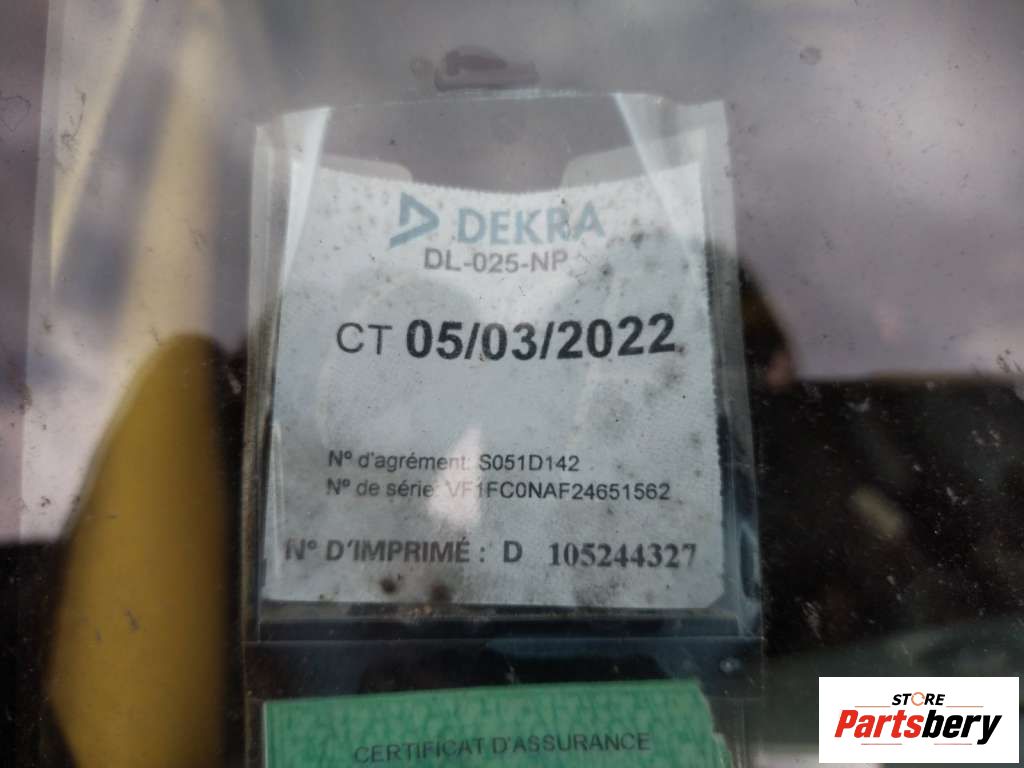 DEKRA
DL-025-NP
CT 05/03/2022
N° d'agrément: S051D142
N° de série: VF1FC0NAF24651562
N° D'IMPRIMÉ : D 105244327
CERTIFICAT D'ASSURANCE
STORE
Partsbery